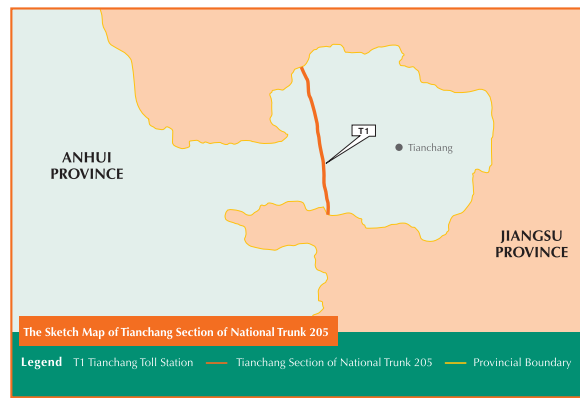 T1
Tianchang
ANHUI
PROVINCE
JIANGSU
PROVINCE
The Sketch Map of Tianchang Section of National Trunk 205
Legend T1 Tianchang Toll Station Tianchang Section of National Trunk 205 Provincial Boundary